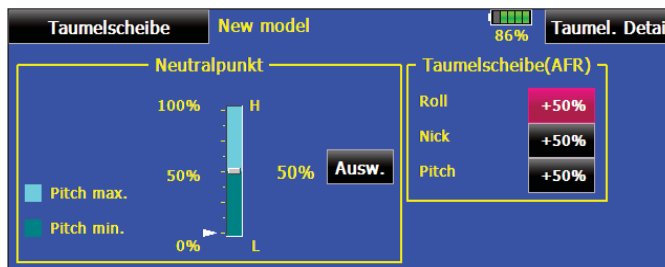 Taumelscheibe New model 86% Taumel. Detai
Neutralpunkt
100% H
50% 50% Ausw.
Pitch max.
Pitch min.
0% L
Taumelscheibe(AFR)
Roll +50%
Nick +50%
Pitch +50%